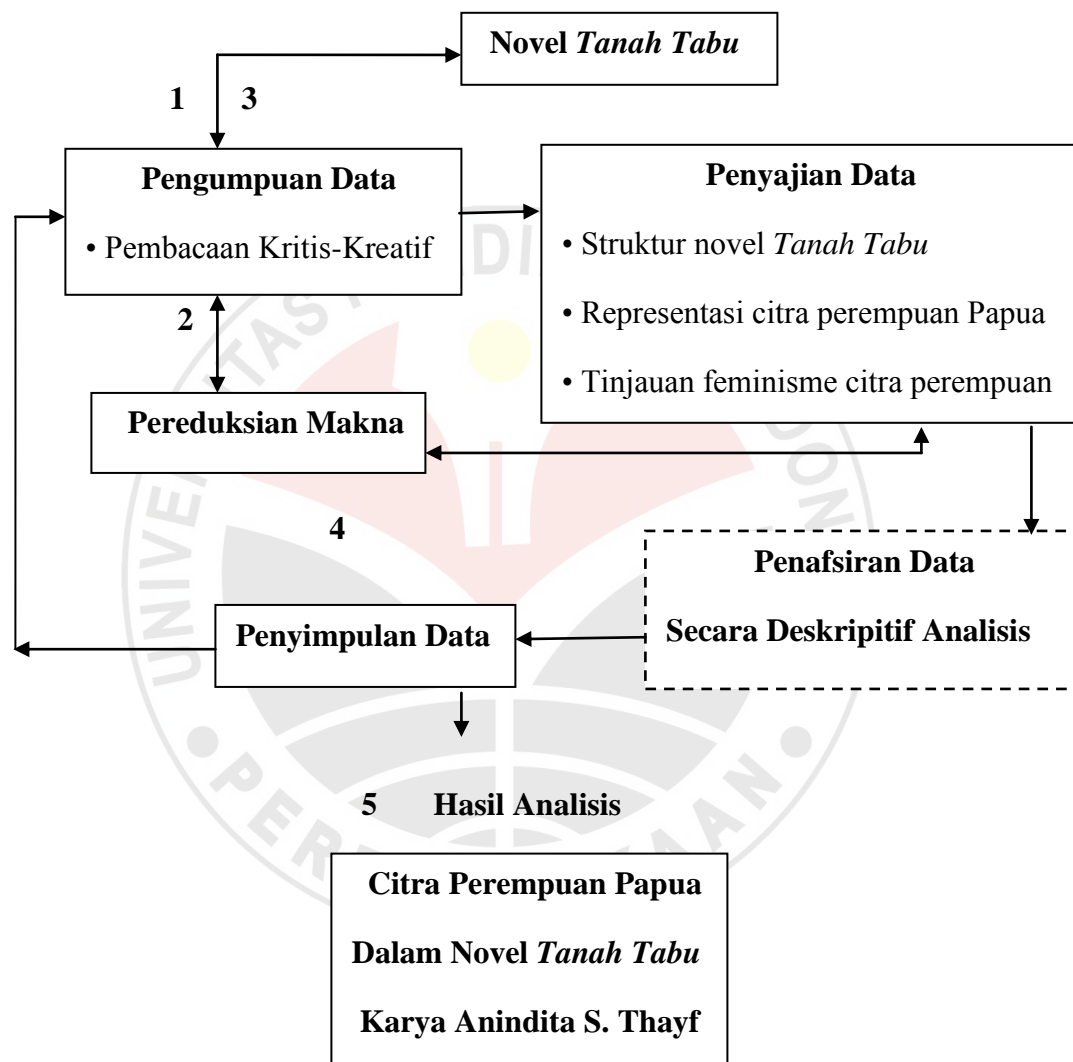 Novel Tanah Tabu
1 3
Pengumpuan Data
• Pembacaan Kritis-Kreatif
Penyajian Data
• Struktur novel Tanah Tabu
• Representasi citra perempuan Papua
• Tinjauan feminisme citra perempuan
2
Pereduksian Makna
4
Penafsiran Data
Secara Deskripitif Analisis
Penyimpulan Data
5 Hasil Analisis
Citra Perempuan Papua
Dalam Novel Tanah Tabu
Karya Anindita S. Thayf